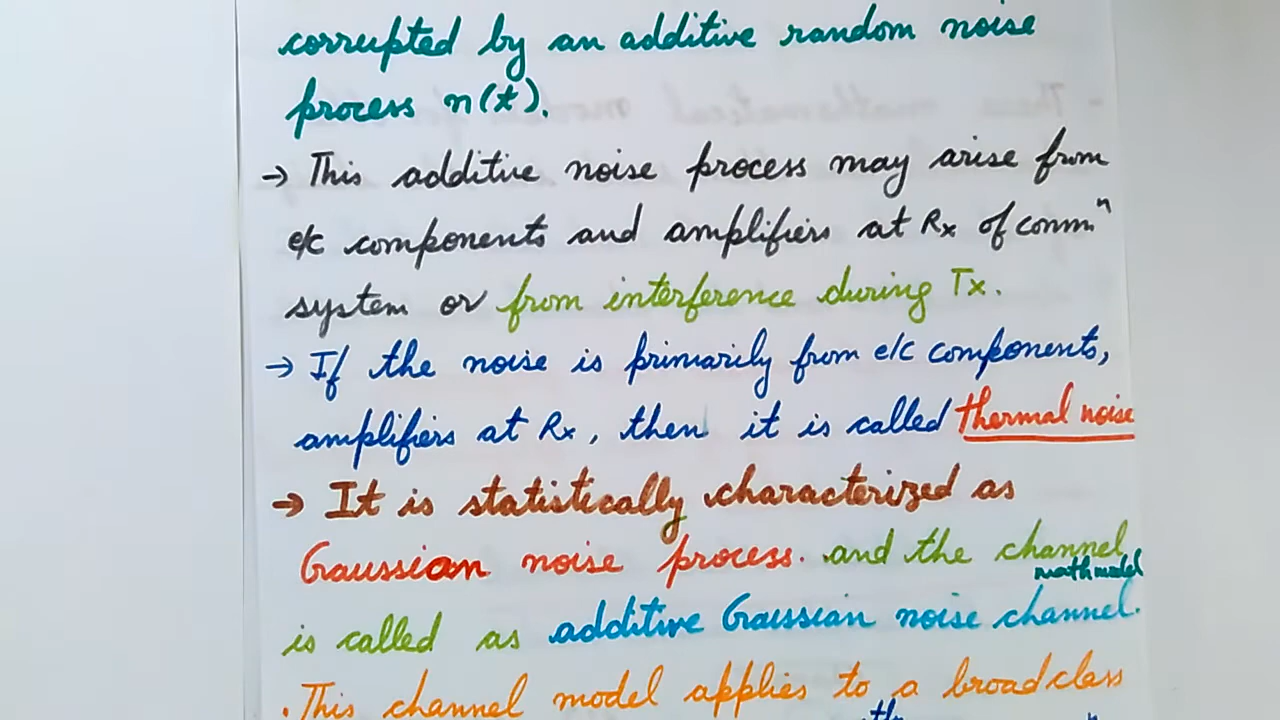 corrupted by an additive random noise
process n(t).
→ This additive noise process may arise from
e/c components and amplifiers at Rx of commⁿ
system or from interference during Tx.
→ If the noise is primarily from e/c components,
amplifiers at Rx, then it is called thermal noise
→ It is statistically characterized as
Gaussian noise process. and the channel
math model
is called as additive Gaussian noise channel.
. This channel model applies to a broad class